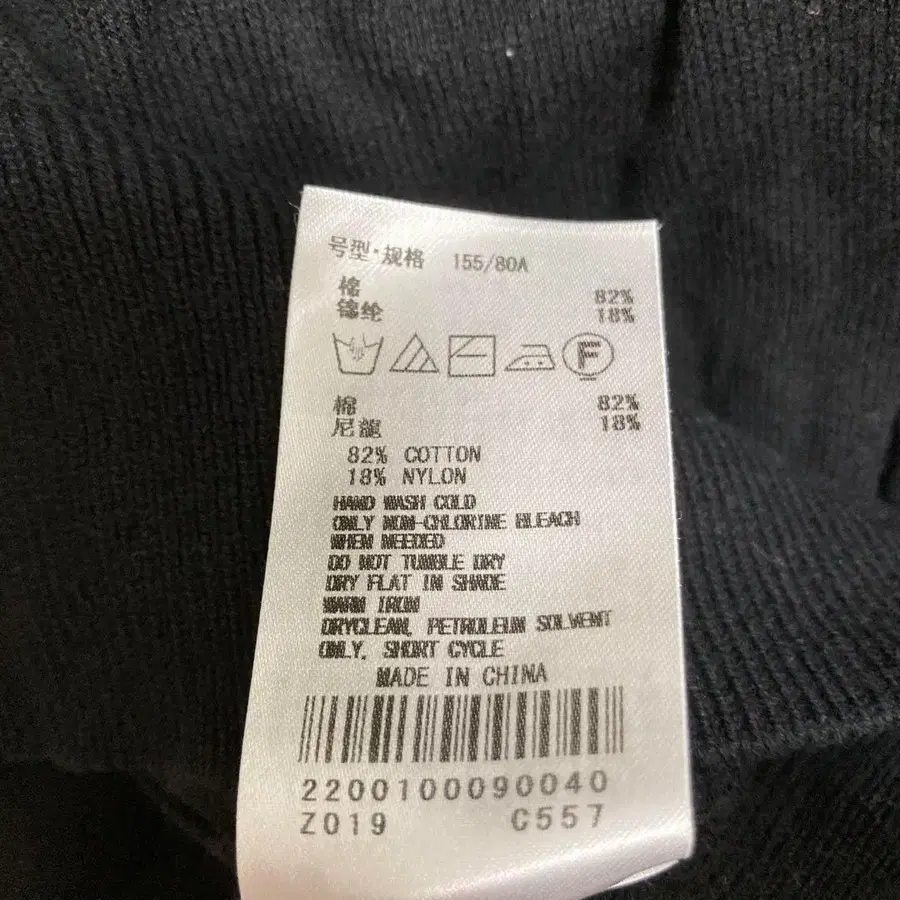 号型·规格 155/80A
棉 82%
锦纶 18%
F
棉 82%
尼龍 18%
82% COTTON
18% NYLON
HAND WASH COLD
ONLY NON-CHLORINE BLEACH
WHEN NEEDED
DO NOT TUMBLE DRY
DRY FLAT IN SHADE
WARM IRON
DRYCLEAN, PETROLEUM SOLVENT
ONLY, SHORT CYCLE
MADE IN CHINA
2200100090040
Z019 C557